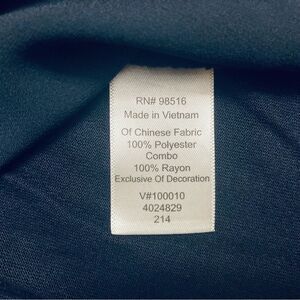 RN# 98516
Made in Vietnam
Of Chinese Fabric
100% Polyester
Combo
100% Rayon
Exclusive Of Decoration
V#100010
4024829
214